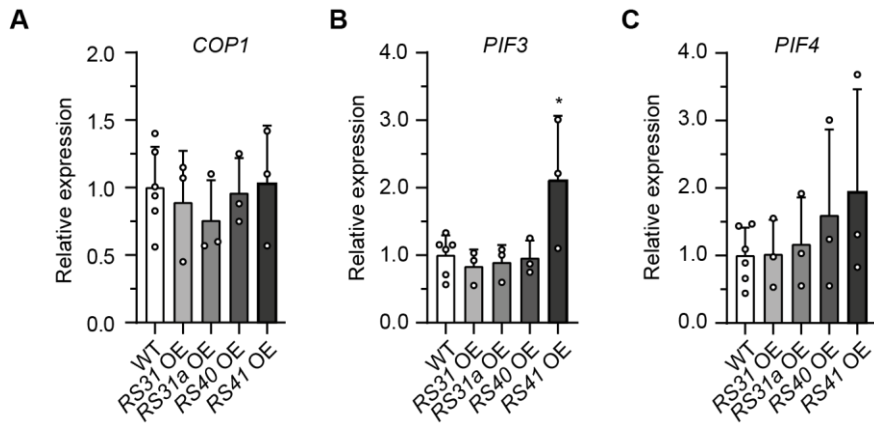 A
COP1
Relative expression
2.0
1.5
1.0
0.5
0.0
WT
RS31 OE
RS31a OE
RS40 OE
RS41 OE
B
PIF3
Relative expression
4.0
3.0
2.0
1.0
0.0
*
WT
RS31 OE
RS31a OE
RS40 OE
RS41 OE
C
PIF4
Relative expression
4.0
3.0
2.0
1.0
0.0
WT
RS31 OE
RS31a OE
RS40 OE
RS41 OE